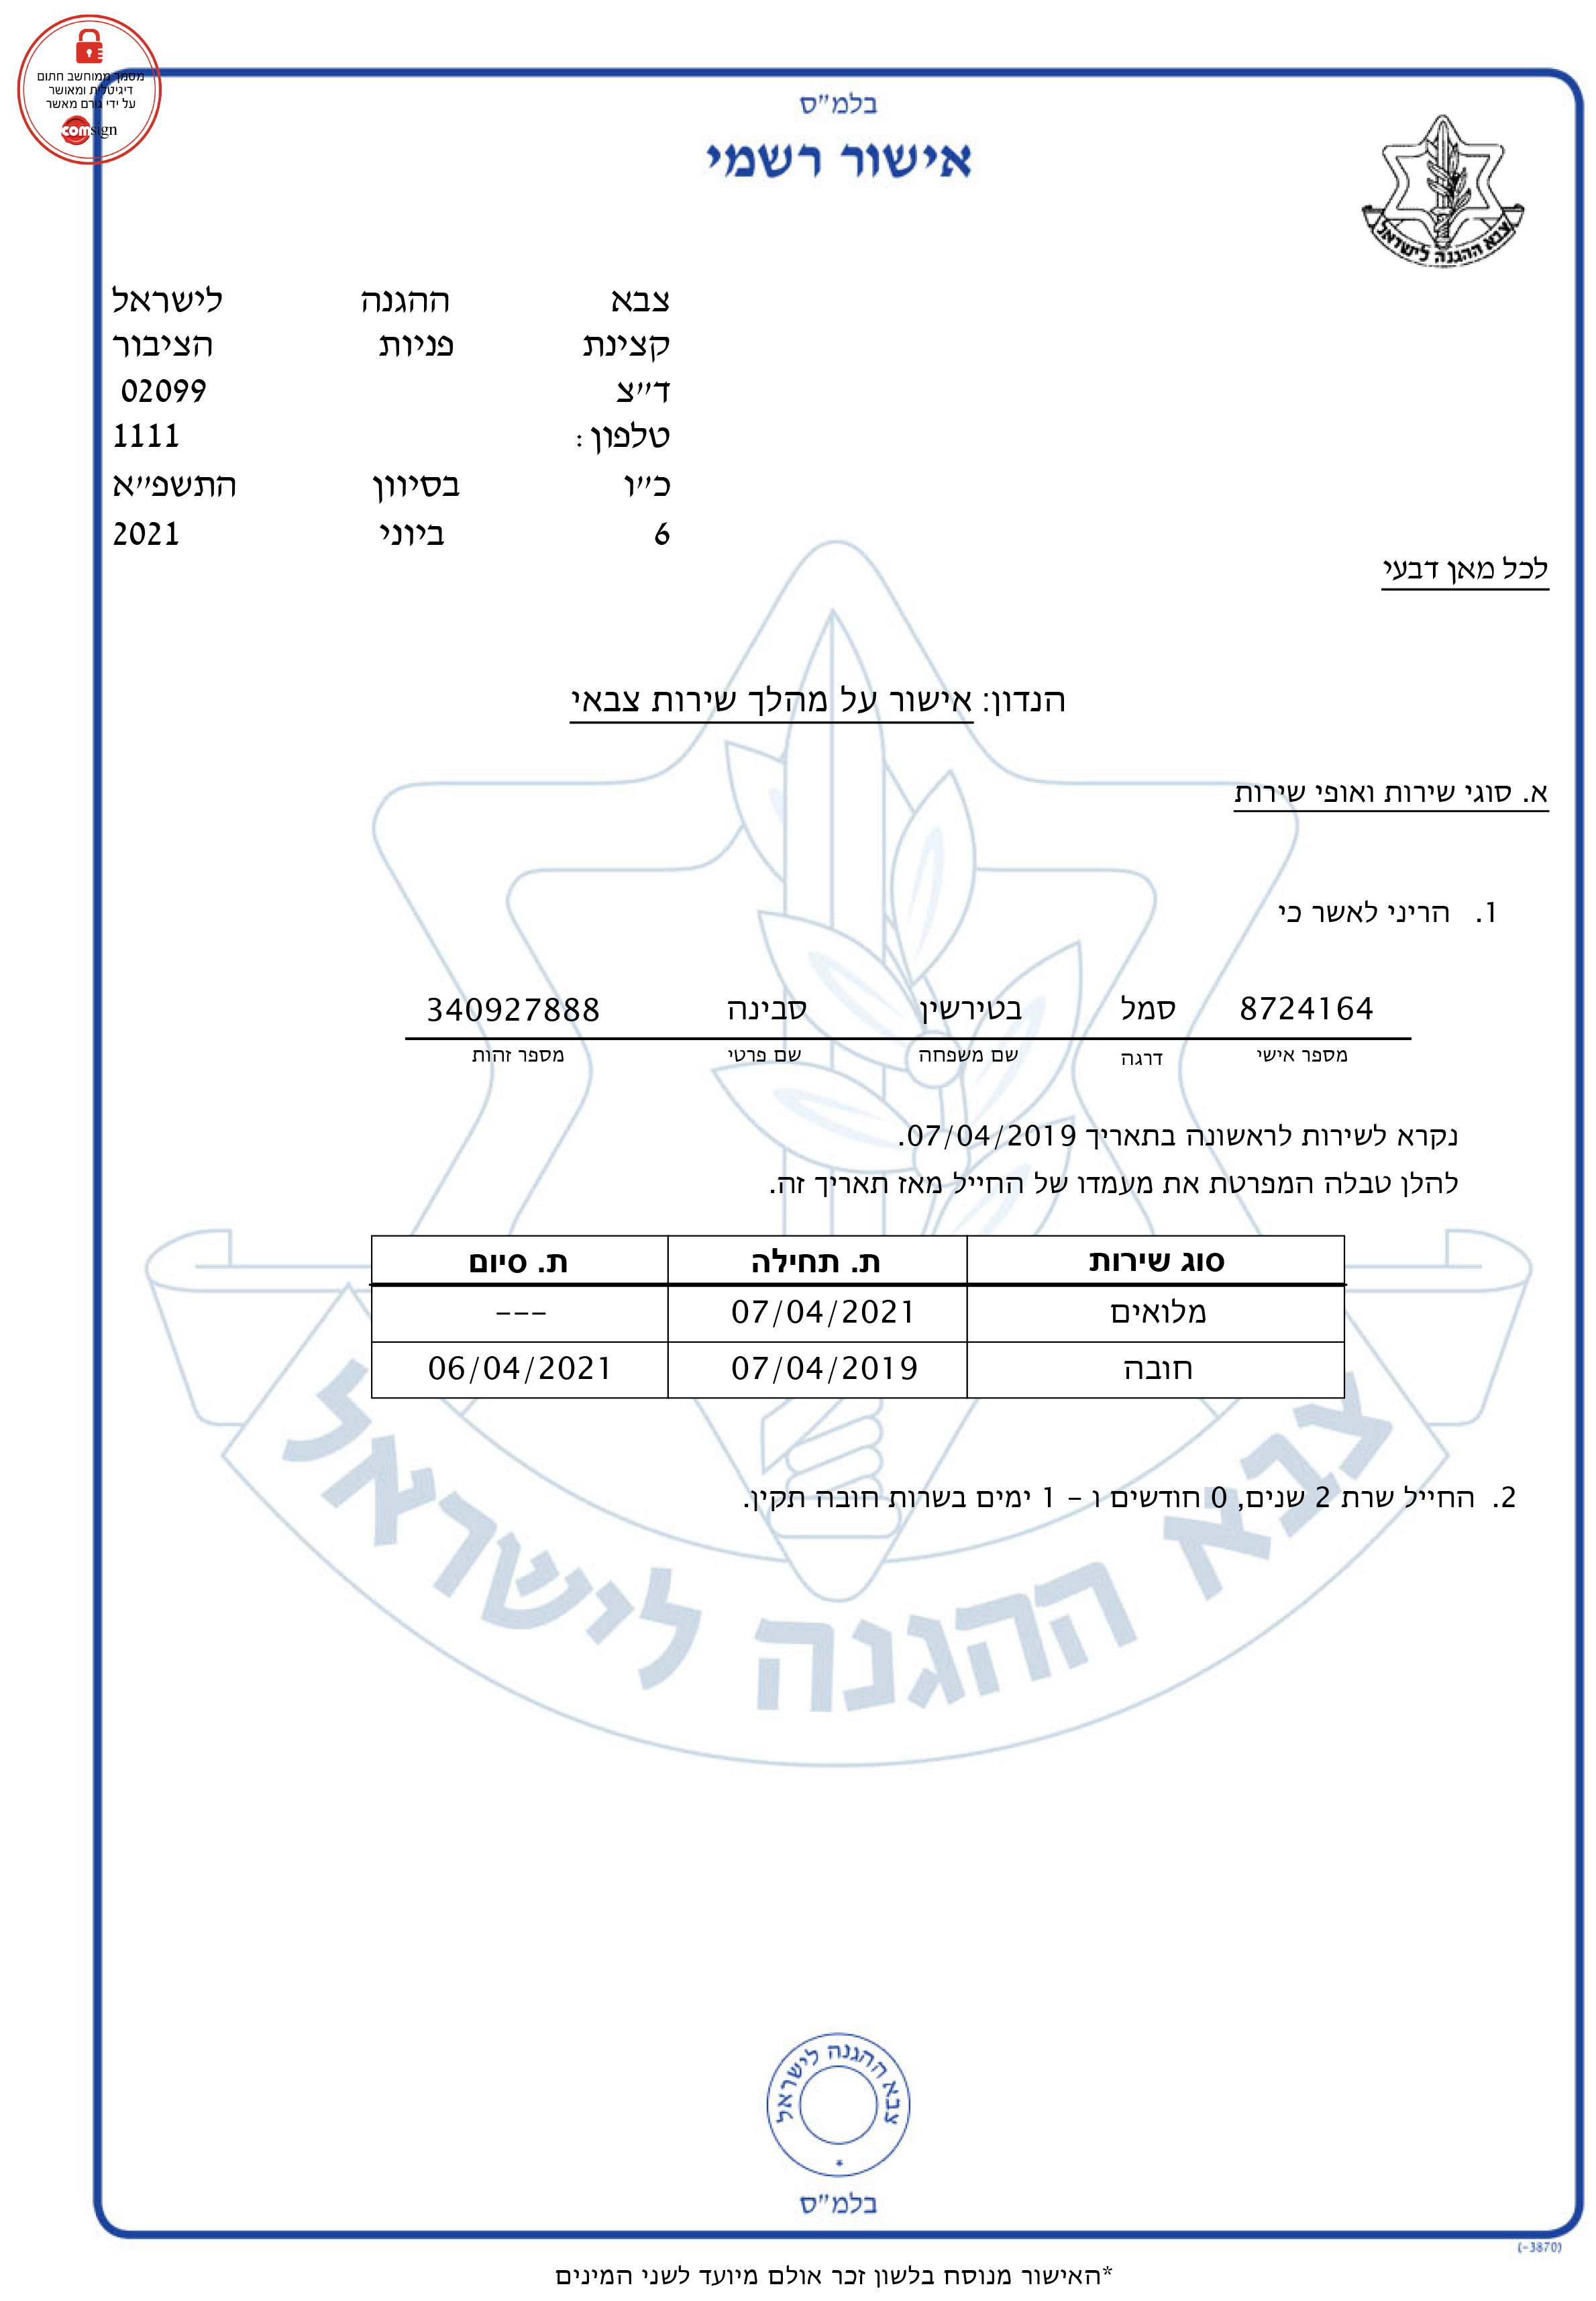 מסמך ממוחשב חתום
דיגיטלית ומאושר
על ידי גורם מאשר
comsign
בלמ"ס
אישור רשמי
צבא ההגנה לישראל
צבא ההגנה לישראל
קצינת פניות הציבור
ד"צ 02099
טלפון: 1111
כ"ו בסיוון התשפ"א
6 ביוני 2021
לכל מאן דבעי
הנדון: אישור על מהלך שירות צבאי
א. סוגי שירות ואופי שירות
1. הריני לאשר כי
8724164 סמל בטירשין סבינה 340927888
מספר אישי דרגה שם משפחה שם פרטי מספר זהות
נקרא לשירות לראשונה בתאריך 07/04/2019.
להלן טבלה המפרטת את מעמדו של החייל מאז תאריך זה.
סוג שירות ת. תחילה ת. סיום
מלואים 07/04/2021 ---
חובה 07/04/2019 06/04/2021
2. החייל שרת 2 שנים, 0 חודשים ו - 1 ימים בשרות חובה תקין.
צבא ההגנה לישראל
צבא ההגנה לישראל
בלמ"ס
(3870-)
*האישור מנוסח בלשון זכר אולם מיועד לשני המינים